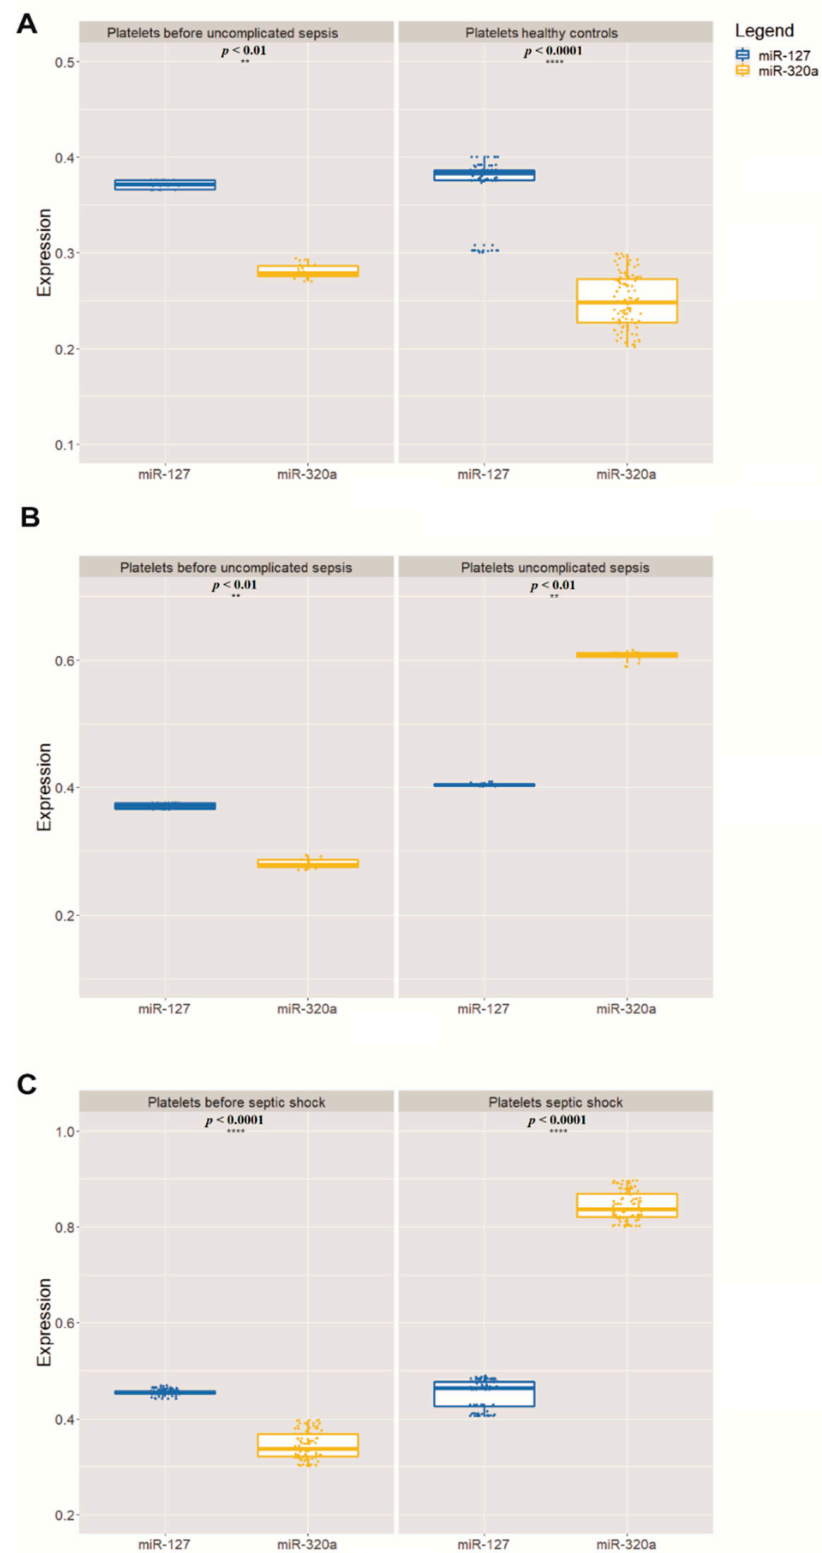 A
Platelets before uncomplicated sepsis
Platelets healthy controls
Legend
miR-127
miR-320a
p < 0.01
**
p < 0.0001
****
Expression
0.5
0.4
0.3
0.2
0.1
miR-127
miR-320a
miR-127
miR-320a
B
Platelets before uncomplicated sepsis
Platelets uncomplicated sepsis
p < 0.01
**
p < 0.01
**
Expression
0.6
0.4
0.2
miR-127
miR-320a
miR-127
miR-320a
C
Platelets before septic shock
Platelets septic shock
p < 0.0001
****
p < 0.0001
****
Expression
1.0
0.8
0.6
0.4
0.2
miR-127
miR-320a
miR-127
miR-320a